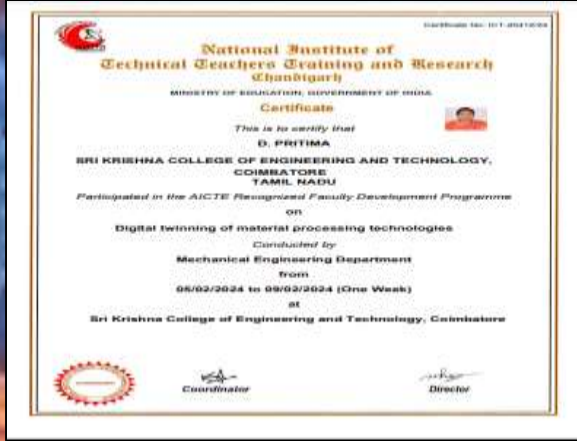 National Institute of
Technical Teachers Training and Research
Chandigarh
MINISTRY OF EDUCATION, GOVERNMENT OF INDIA
Certificate
This is to certify that
D. PRITIMA
SRI KRISHNA COLLEGE OF ENGINEERING AND TECHNOLOGY,
COIMBATORE
TAMIL NADU
Participated in the AICTE Recognized Faculty Development Programme
on
Digital twinning of material processing technologies
Conducted by
Mechanical Engineering Department
from
05/02/2024 to 09/02/2024 (One Week)
at
Sri Krishna College of Engineering and Technology, Coimbatore
Coordinator
Director